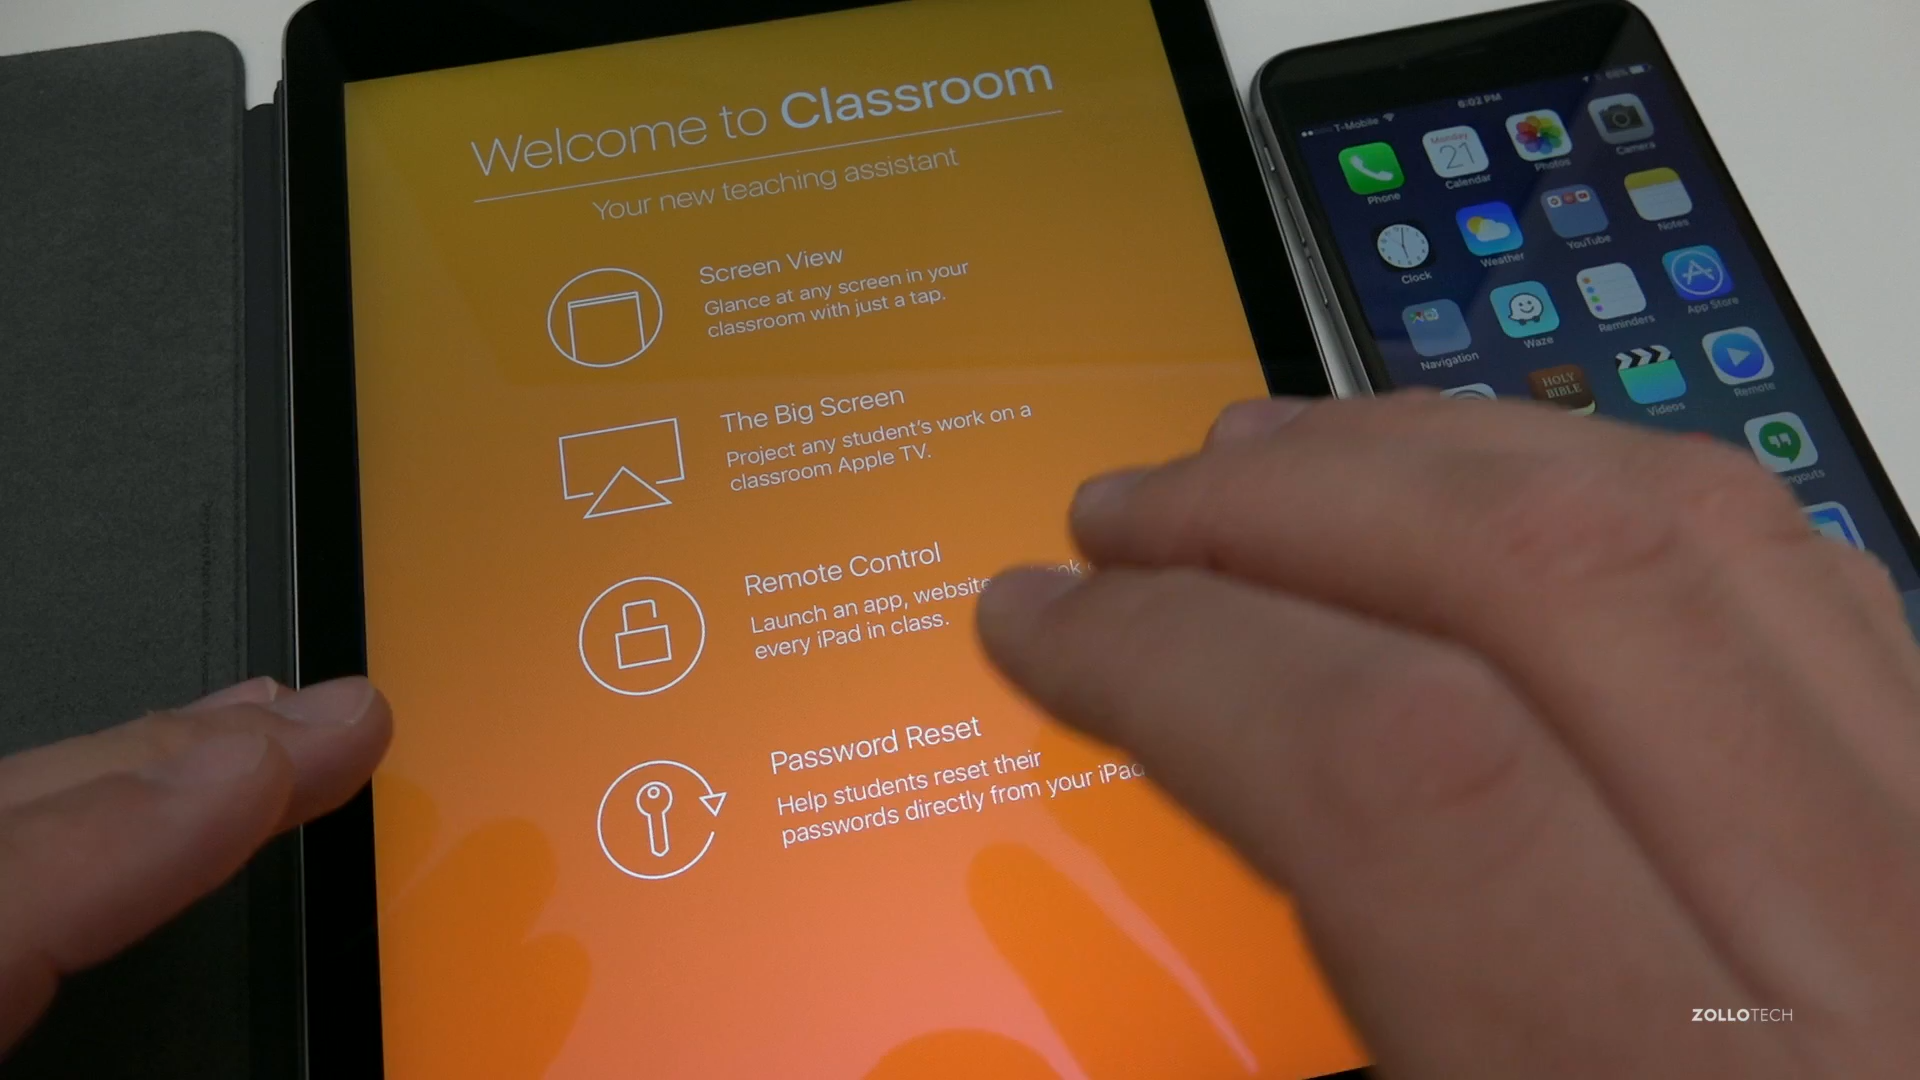 Welcome to Classroom
Your new teaching assistant
Screen View
Glance at any screen in your
classroom with just a tap.
The Big Screen
Project any student's work on a
classroom Apple TV.
Remote Control
Launch an app, website
every iPad in class.
Password Reset
Help students reset their
passwords directly from your iPad
T-Mobile
6:02 PM
Phone
Monday
21
Calendar
Photos
Camera
Clock
Weather
YouTube
Notes
Navigation
Waze
Reminders
App Store
HOLY
BIBLE
Videos
Remote
ZOLLOTECH